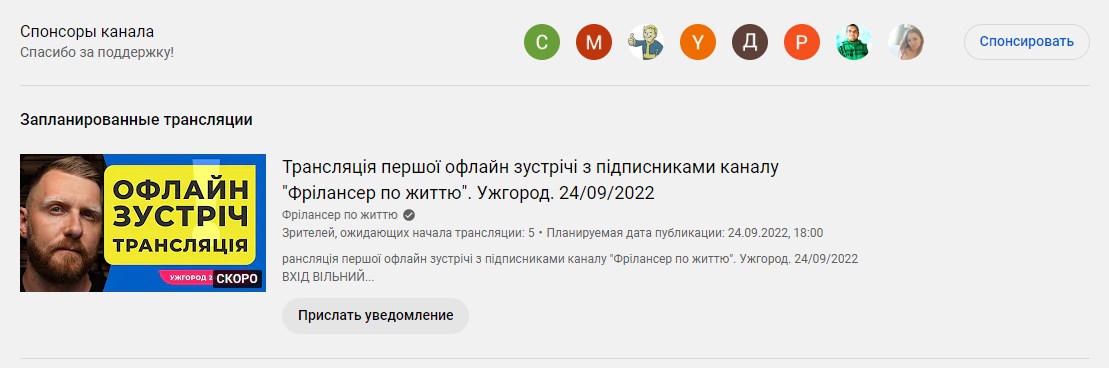 Спонсоры канала
Спасибо за поддержку!
С М Y Д Р
Спонсировать
Запланированные трансляции
ОФЛАЙН
ЗУСТРІЧ
ТРАНСЛЯЦІЯ
УЖГОРОД 2
СКОРО
Трансляція першої офлайн зустрічі з підписниками каналу
"Фрілансер по життю". Ужгород. 24/09/2022
Фрілансер по життю
Зрителей, ожидающих начала трансляции: 5 • Планируемая дата публикации: 24.09.2022, 18:00
рансляція першої офлайн зустрічі з підписниками каналу "Фрілансер по життю". Ужгород. 24/09/2022
ВХІД ВІЛЬНИЙ...
Прислать уведомление